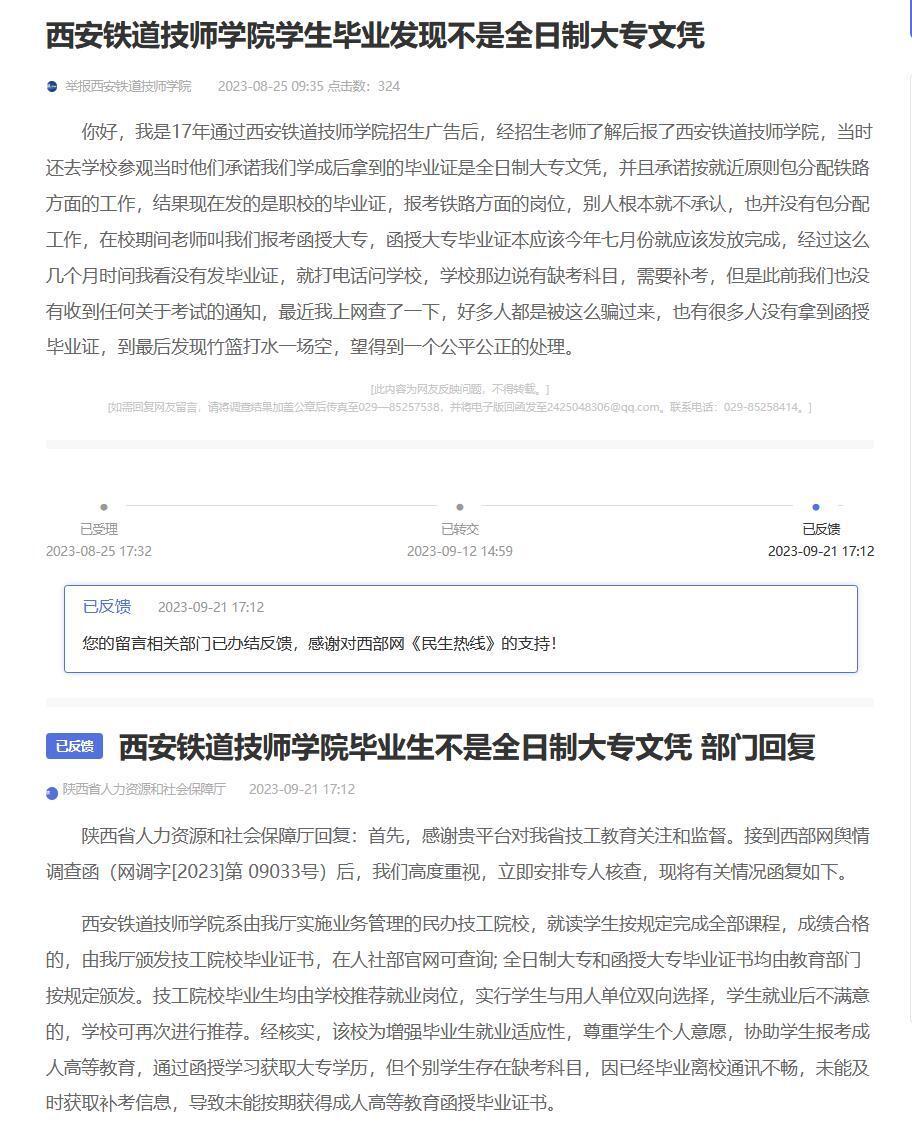 西安铁道技师学院学生毕业发现不是全日制大专文凭
举报西安铁道技师学院 2023-08-25 09:35 点击数：324
你好，我是17年通过西安铁道技师学院招生广告后，经招生老师了解后报了西安铁道技师学院，当时
还去学校参观当时他们承诺我们学成后拿到的毕业证是全日制大专文凭，并且承诺按就近原则包分配铁路
方面的工作，结果现在发的是职校的毕业证，报考铁路方面的岗位，别人根本就不承认，也并没有包分配
工作，在校期间老师叫我们报考函授大专，函授大专毕业证本应该今年七月份就应该发放完成，经过这么
几个月时间我看没有发毕业证，就打电话问学校，学校那边说有缺考科目，需要补考，但是此前我们也没
有收到任何关于考试的通知，最近我上网查了一下，好多人都是被这么骗过来，也有很多人没有拿到函授
毕业证，到最后发现竹篮打水一场空，望得到一个公平公正的处理。
[此内容为网友反映问题，不得转载。]
[如需回复网友留言，请将调查结果加盖公章后传真至029—85257538，并将电子版回函发至2425048306@qq.com。联系电话：029-85258414。]
已受理 已转交 已反馈
2023-08-25 17:32 2023-09-12 14:59 2023-09-21 17:12
已反馈 2023-09-21 17:12
您的留言相关部门已办结反馈，感谢对西部网《民生热线》的支持！
已反馈 西安铁道技师学院毕业生不是全日制大专文凭 部门回复
陕西省人力资源和社会保障厅 2023-09-21 17:12
陕西省人力资源和社会保障厅回复：首先，感谢贵平台对我省技工教育关注和监督。接到西部网舆情
调查函（网调字[2023]第 09033号）后，我们高度重视，立即安排专人核查，现将有关情况函复如下。
西安铁道技师学院系由我厅实施业务管理的民办技工院校，就读学生按规定完成全部课程，成绩合格
的，由我厅颁发技工院校毕业证书，在人社部官网可查询; 全日制大专和函授大专毕业证书均由教育部门
按规定颁发。技工院校毕业生均由学校推荐就业岗位，实行学生与用人单位双向选择，学生就业后不满意
的，学校可再次进行推荐。经核实，该校为增强毕业生就业适应性，尊重学生个人意愿，协助学生报考成
人高等教育，通过函授学习获取大专学历，但个别学生存在缺考科目，因已经毕业离校通讯不畅，未能及
时获取补考信息，导致未能按期获得成人高等教育函授毕业证书。